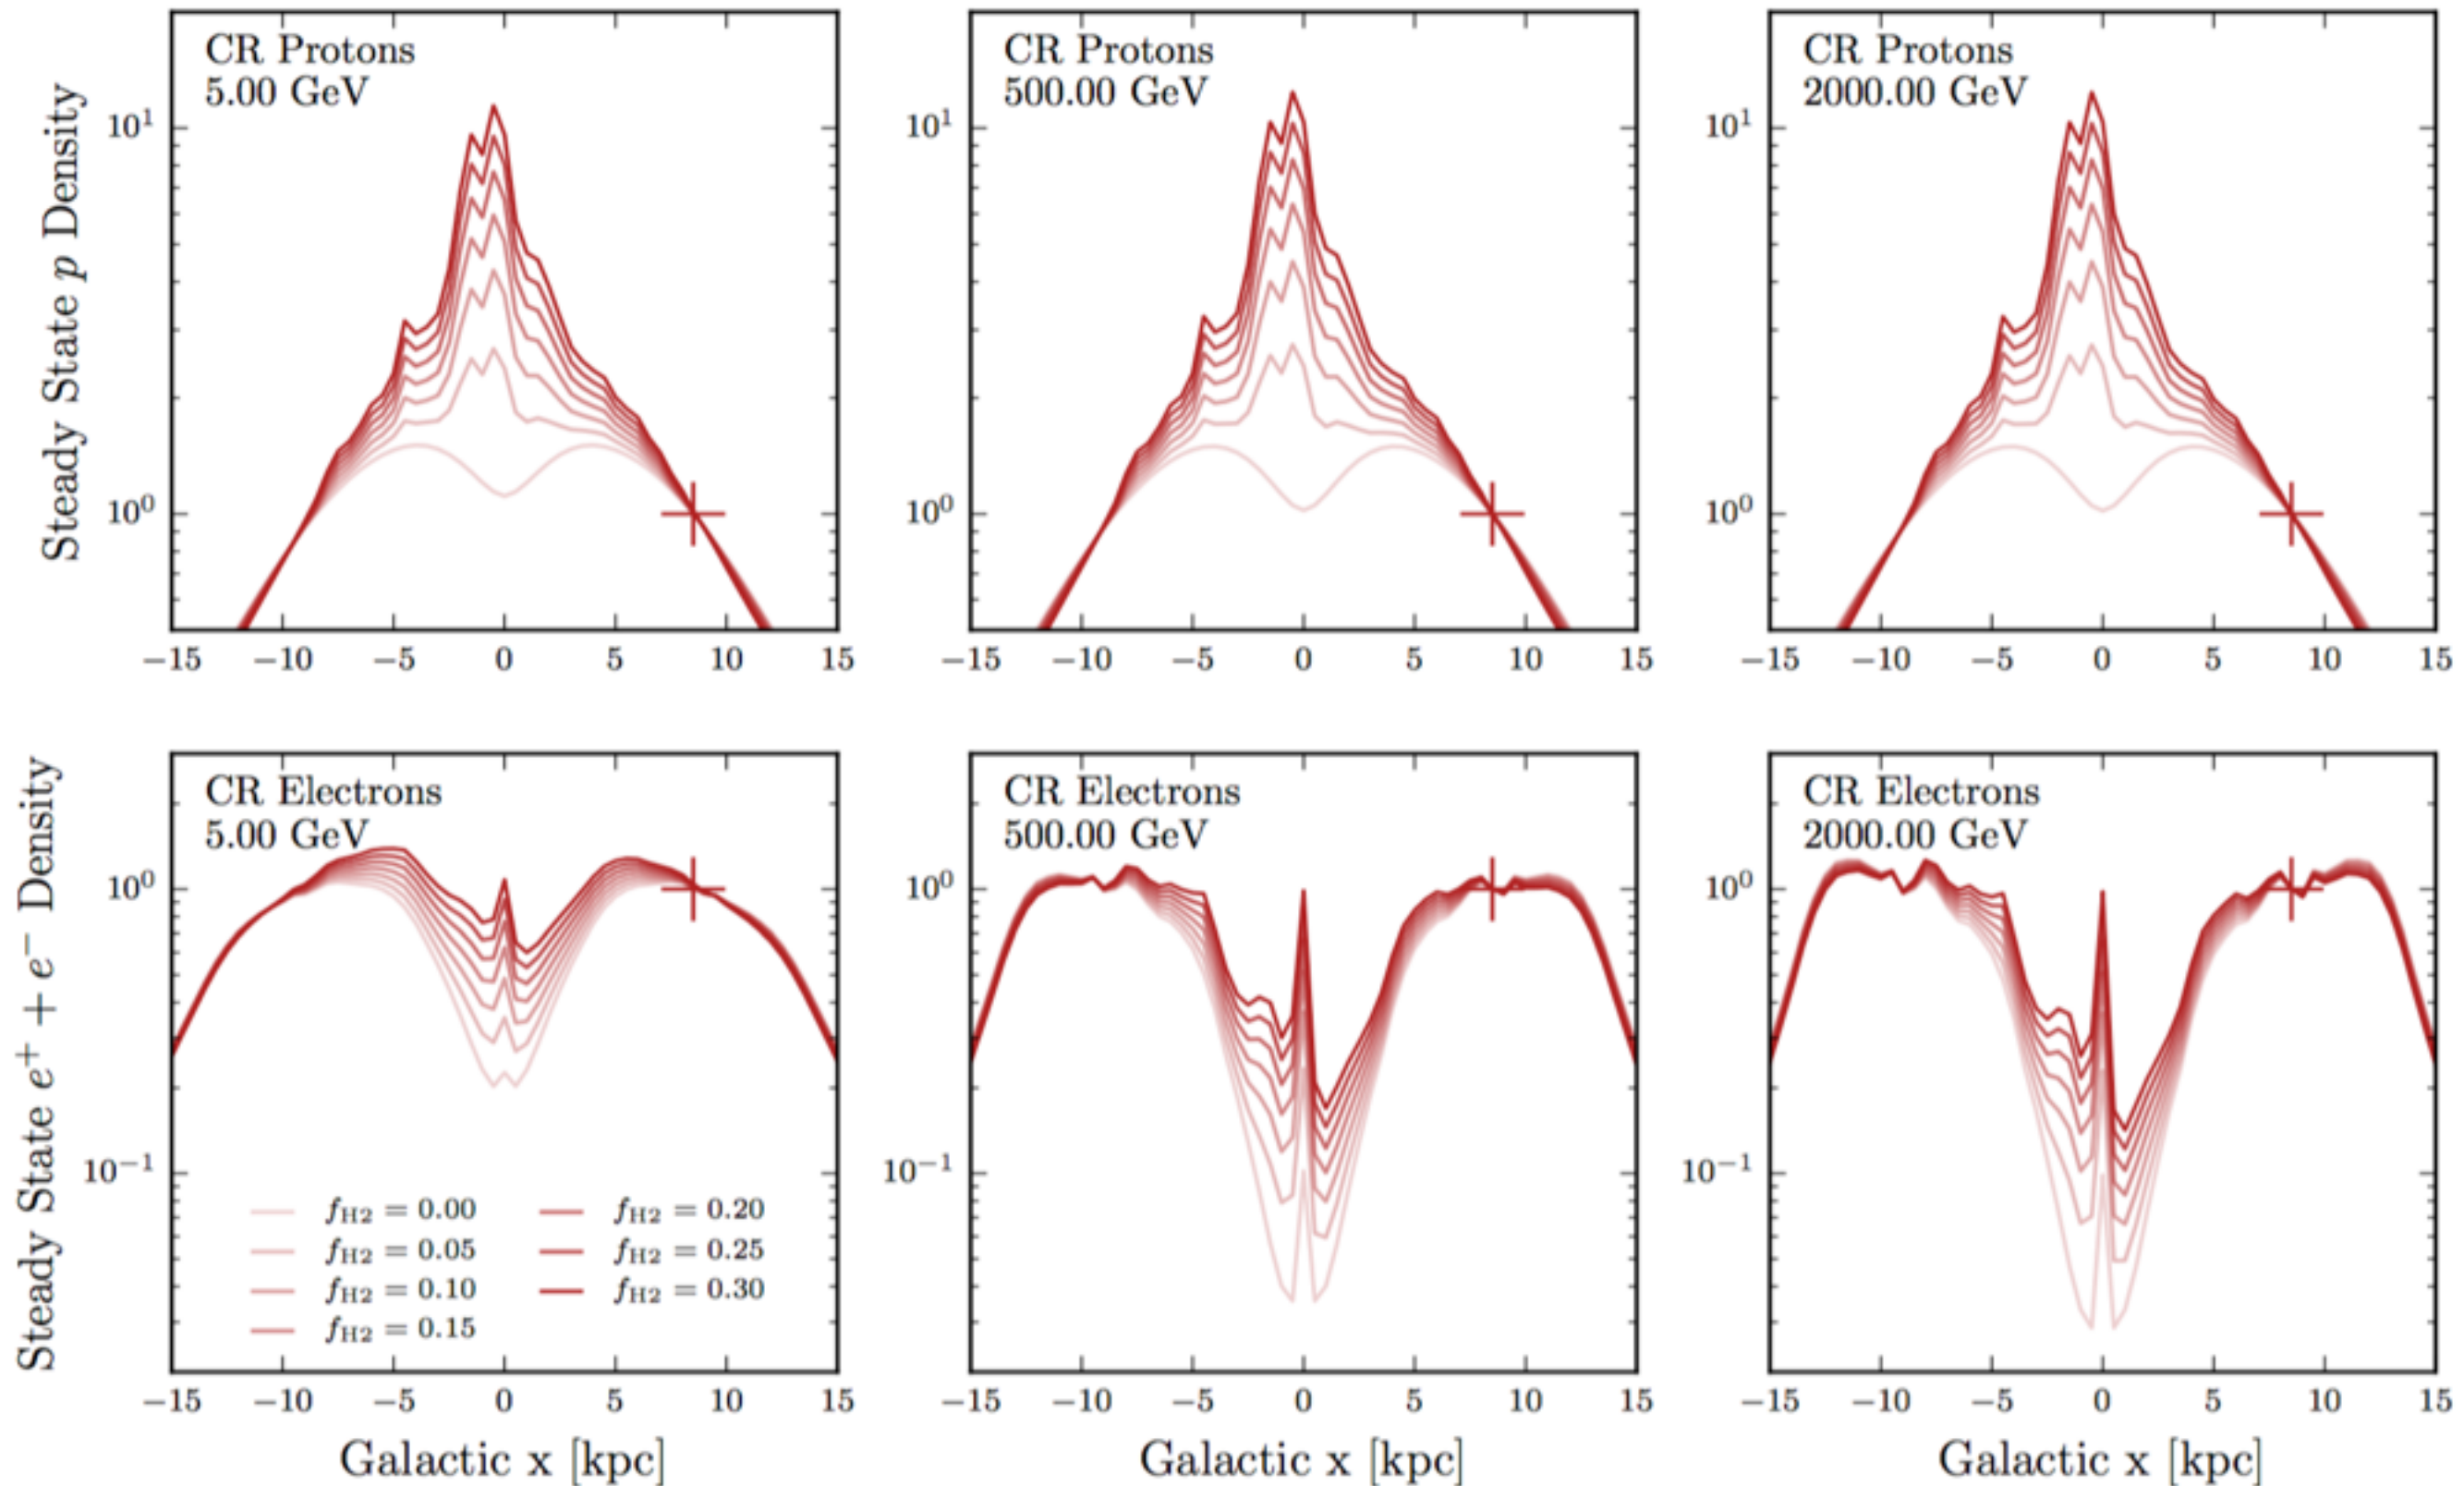 Steady State p Density
CR Protons
5.00 GeV
10¹
10⁰
−15 −10 −5 0 5 10 15
CR Protons
500.00 GeV
10¹
10⁰
−15 −10 −5 0 5 10 15
CR Protons
2000.00 GeV
10¹
10⁰
−15 −10 −5 0 5 10 15
Steady State e⁺ + e⁻ Density
CR Electrons
5.00 GeV
10⁰
10⁻¹
f_H2 = 0.00
f_H2 = 0.05
f_H2 = 0.10
f_H2 = 0.15
f_H2 = 0.20
f_H2 = 0.25
f_H2 = 0.30
−15 −10 −5 0 5 10 15
Galactic x [kpc]
CR Electrons
500.00 GeV
10⁰
10⁻¹
−15 −10 −5 0 5 10 15
Galactic x [kpc]
CR Electrons
2000.00 GeV
10⁰
10⁻¹
−15 −10 −5 0 5 10 15
Galactic x [kpc]